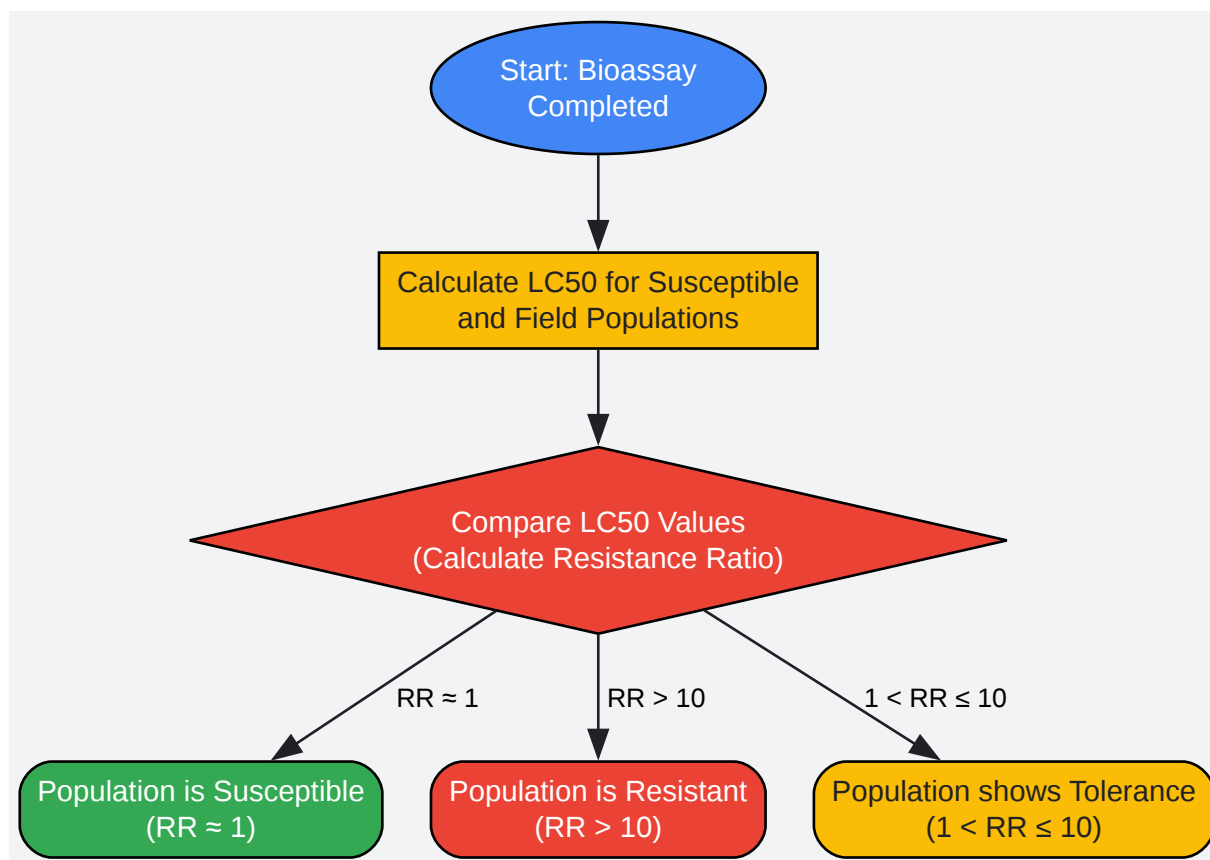 Start: Bioassay
Completed
Calculate LC50 for Susceptible
and Field Populations
Compare LC50 Values
(Calculate Resistance Ratio)
RR ≈ 1
RR > 10
1 < RR ≤ 10
Population is Susceptible
(RR ≈ 1)
Population is Resistant
(RR > 10)
Population shows Tolerance
(1 < RR ≤ 10)